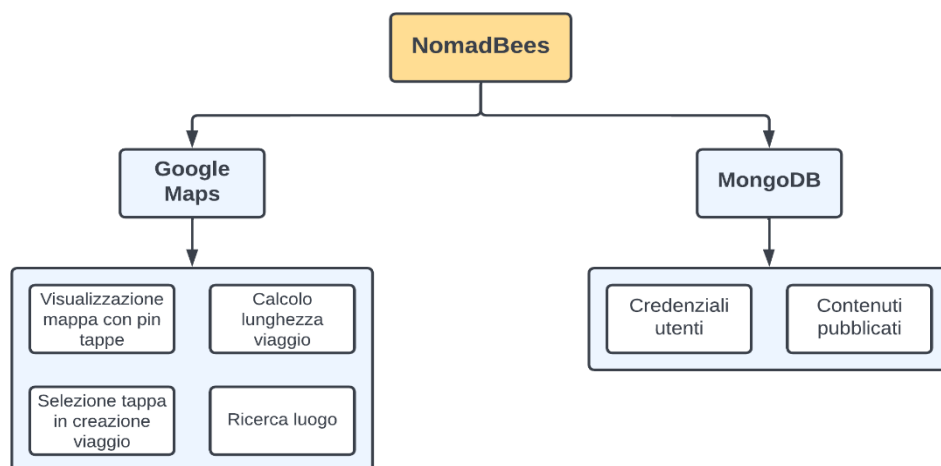 NomadBees
Google
Maps
MongoDB
Visualizzazione
mappa con pin
tappe
Calcolo
lunghezza
viaggio
Credenziali
utenti
Contenuti
pubblicati
Selezione tappa
in creazione
viaggio
Ricerca luogo